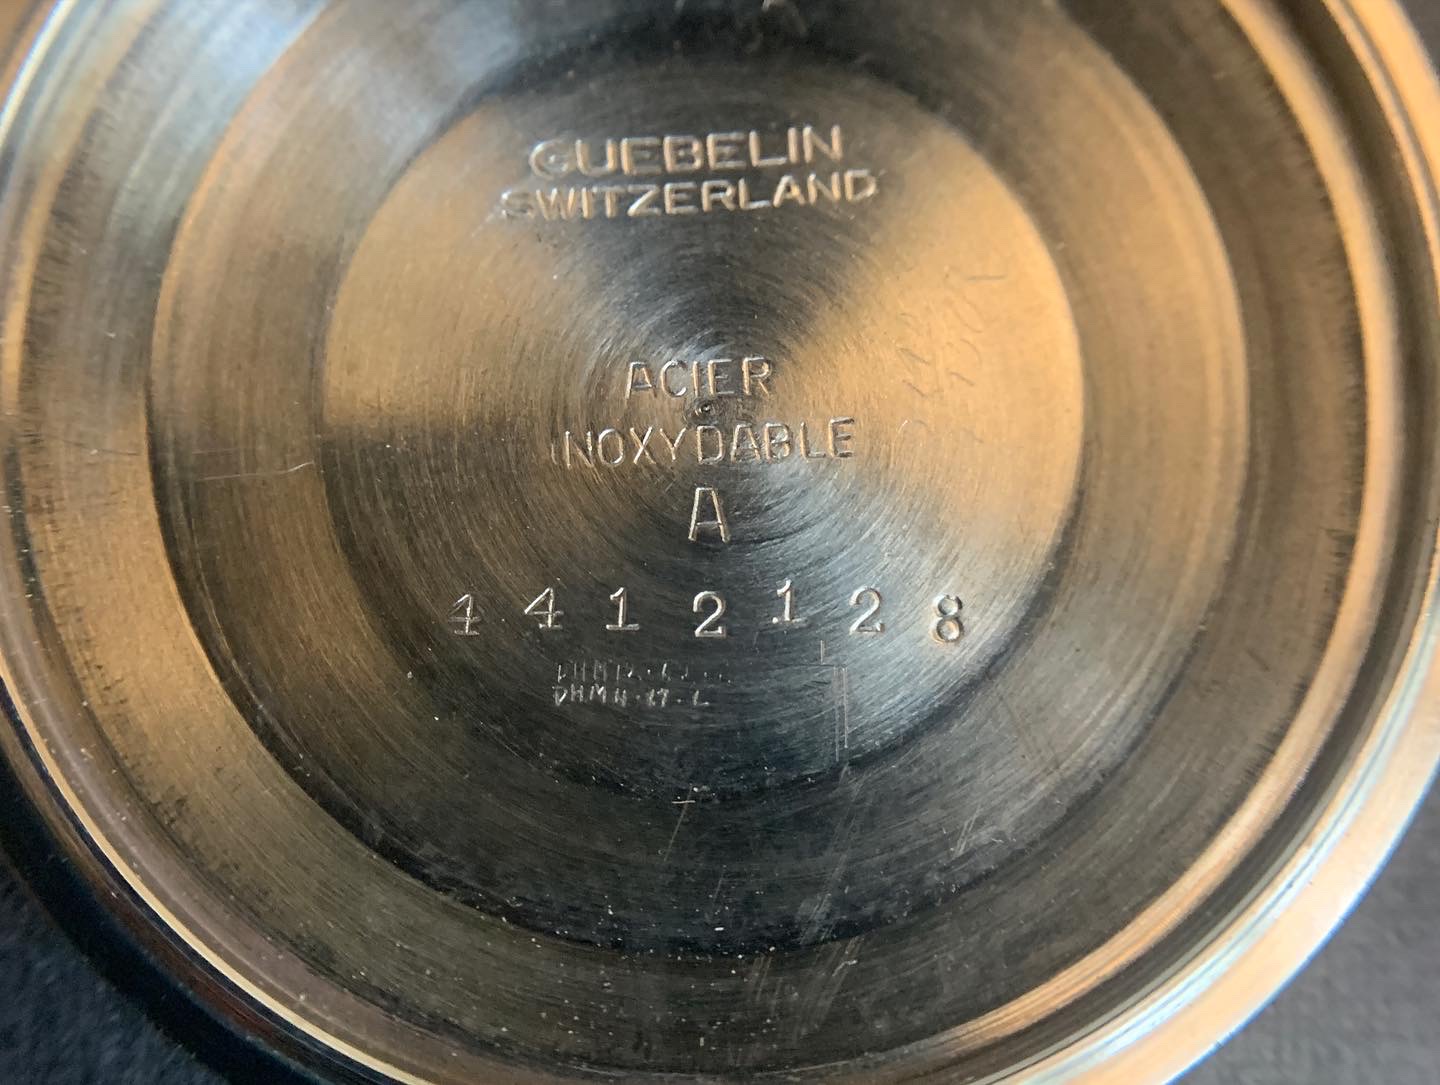 GUEBELIN
SWITZERLAND
ACIER
INOXYDABLE
A
4412128